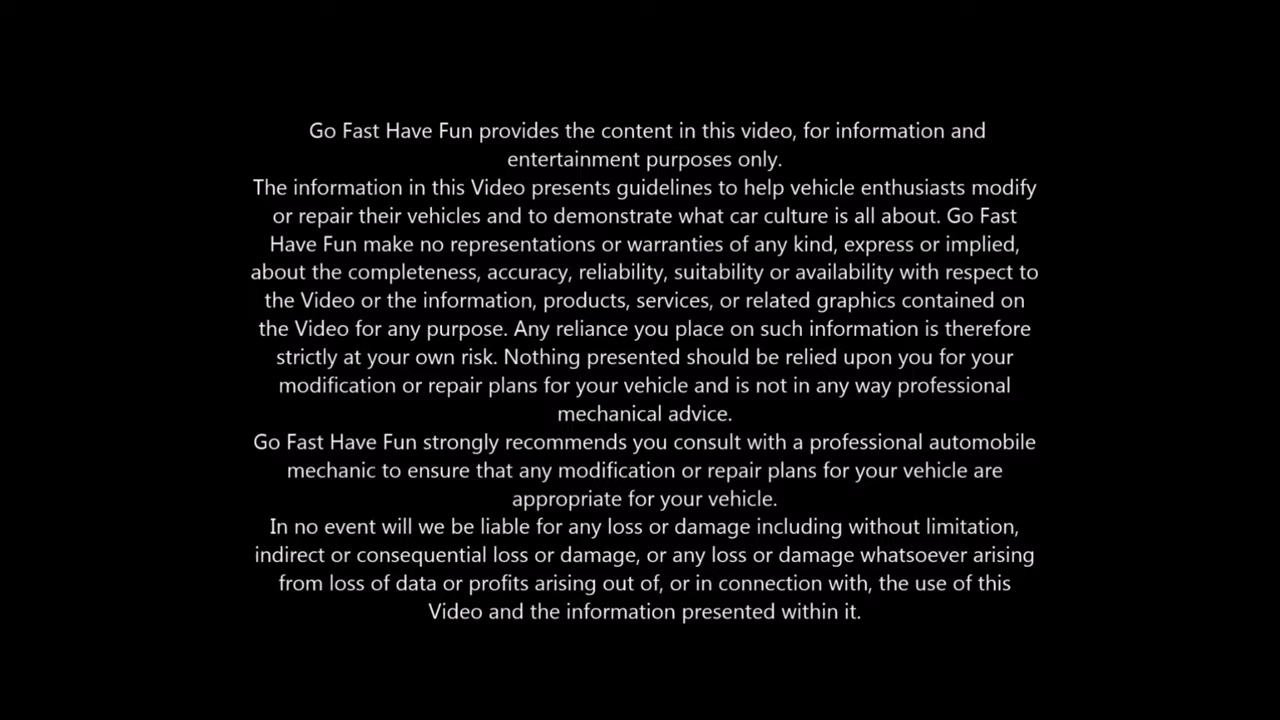 Go Fast Have Fun provides the content in this video, for information and
entertainment purposes only.
The information in this Video presents guidelines to help vehicle enthusiasts modify
or repair their vehicles and to demonstrate what car culture is all about. Go Fast
Have Fun make no representations or warranties of any kind, express or implied,
about the completeness, accuracy, reliability, suitability or availability with respect to
the Video or the information, products, services, or related graphics contained on
the Video for any purpose. Any reliance you place on such information is therefore
strictly at your own risk. Nothing presented should be relied upon you for your
modification or repair plans for your vehicle and is not in any way professional
mechanical advice.
Go Fast Have Fun strongly recommends you consult with a professional automobile
mechanic to ensure that any modification or repair plans for your vehicle are
appropriate for your vehicle.
In no event will we be liable for any loss or damage including without limitation,
indirect or consequential loss or damage, or any loss or damage whatsoever arising
from loss of data or profits arising out of, or in connection with, the use of this
Video and the information presented within it.